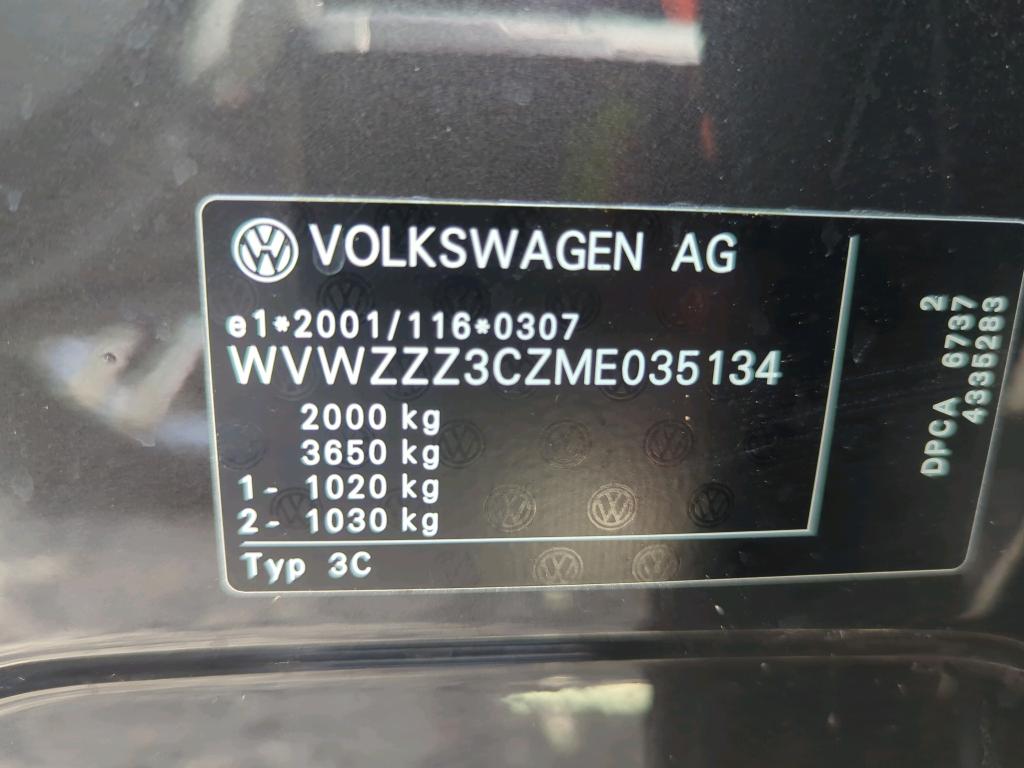 VOLKSWAGEN AG
e1*2001/116*0307
WVWZZZ3CZME035134
2000 kg
3650 kg
1- 1020 kg
2- 1030 kg
Typ 3C
2
DPCA 6737
4335283